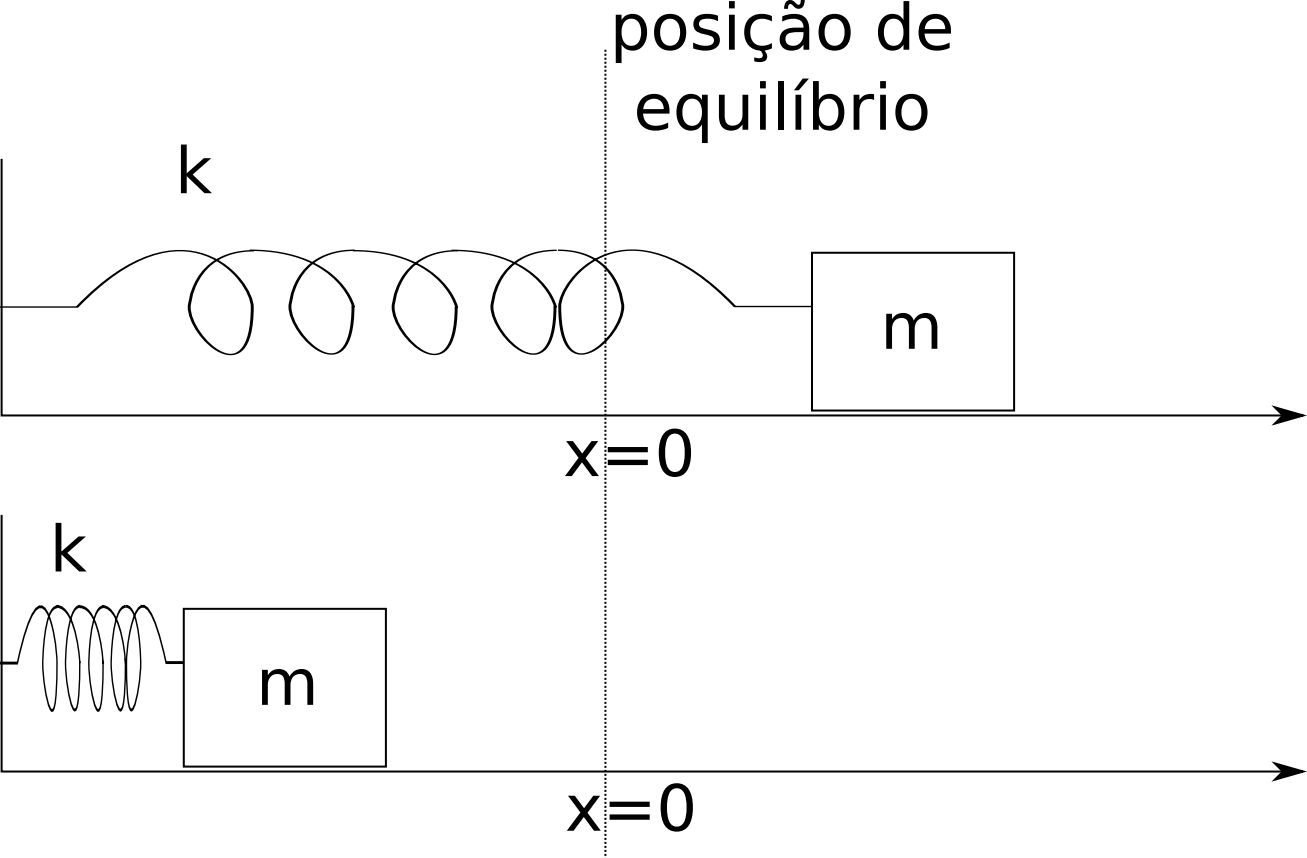 posição de
equilíbrio
k
m
x=0
k
m
x=0